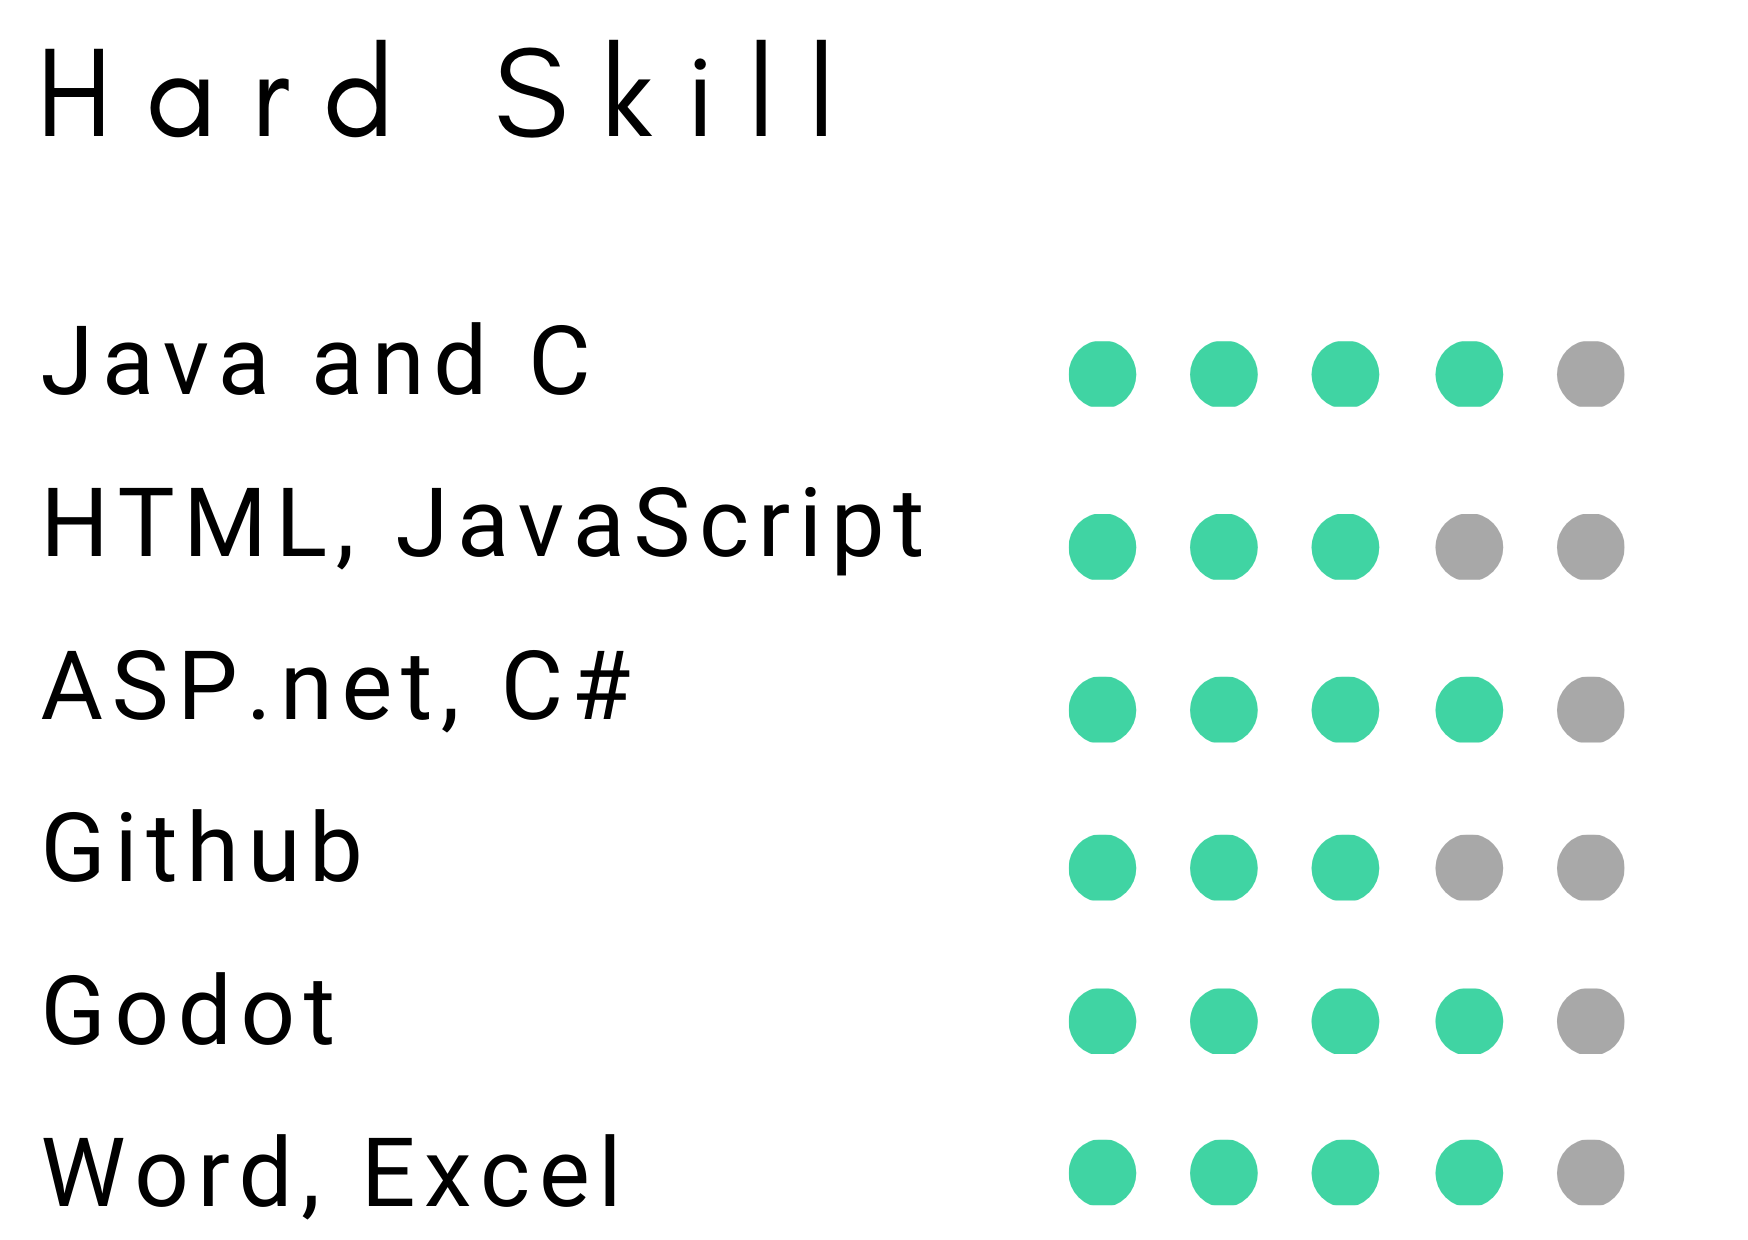 Hard Skill
Java and C
HTML, JavaScript
ASP.net, C#
Github
Godot
Word, Excel